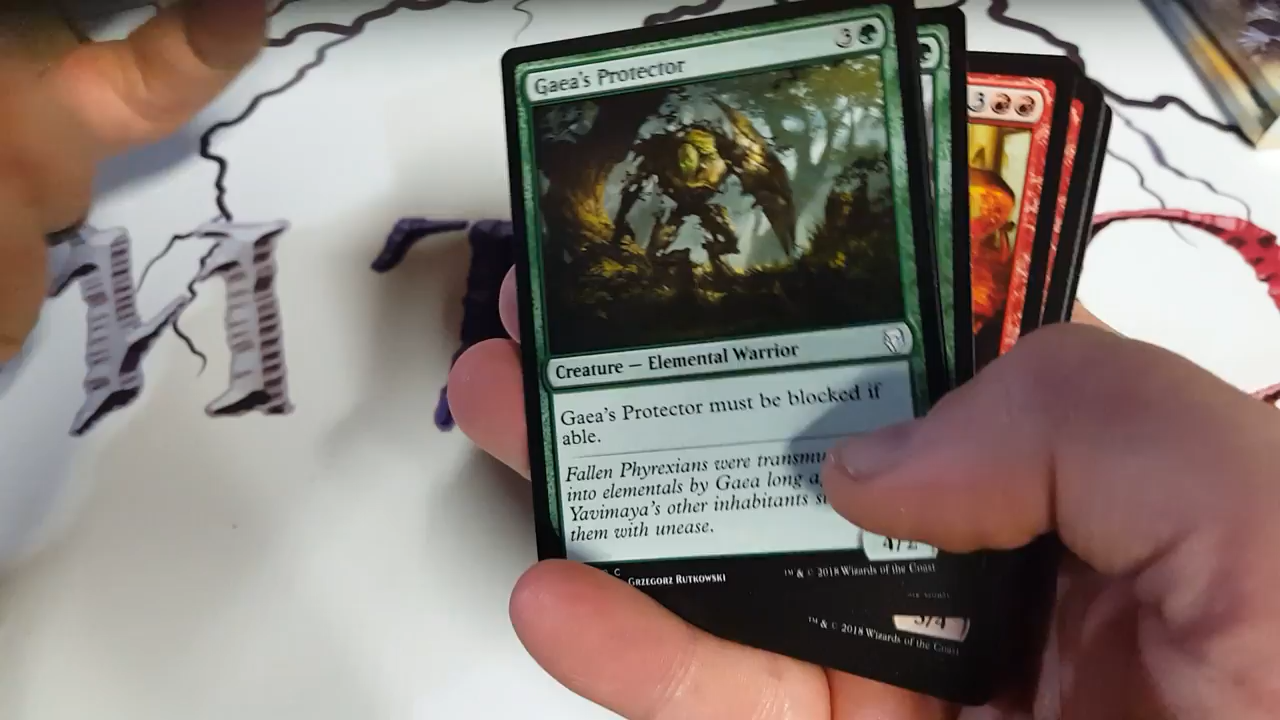 Gaea's Protector
3
3
Creature — Elemental Warrior
Gaea's Protector must be blocked if
able.
Fallen Phyrexians were
into elementals by Gaea long
Yavimaya's other inhabitants
them with unease.
4/2
C
GRZEGORZ RUTKOWSKI
™ & © 2018 Wizards of the Coast
3/4
™ & © 2018 Wizards of the Coast